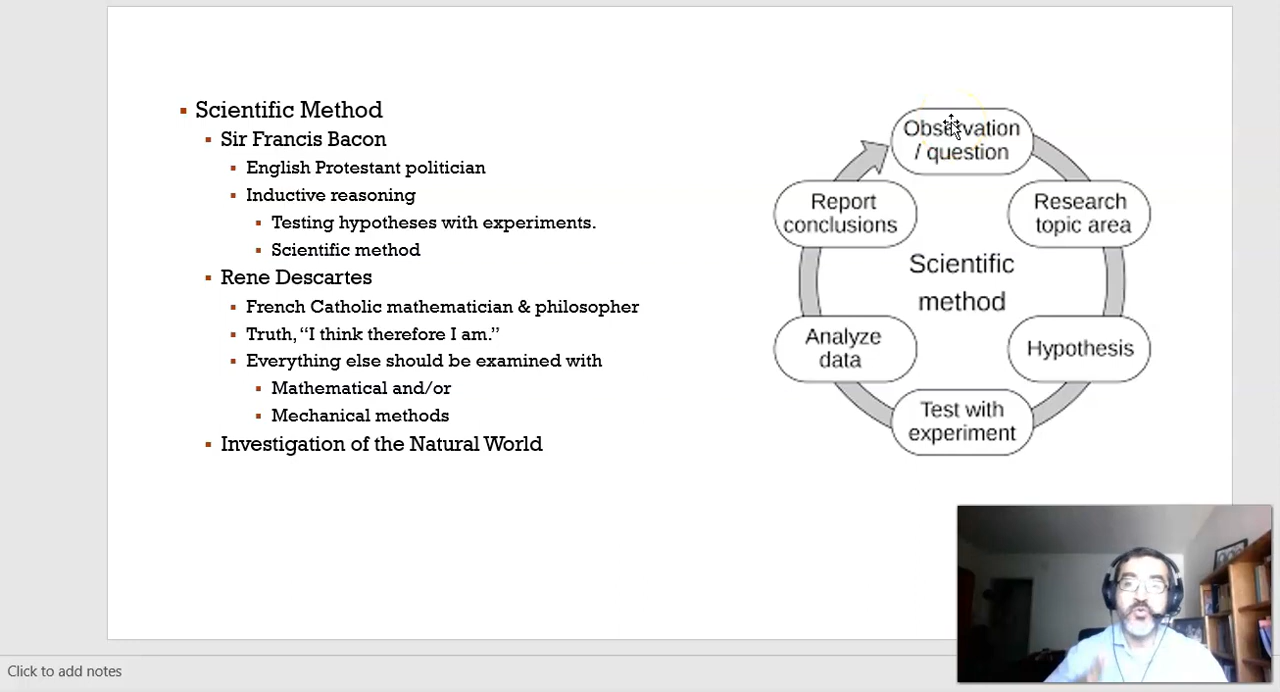 Scientific Method
Sir Francis Bacon
English Protestant politician
Inductive reasoning
Testing hypotheses with experiments.
Scientific method
Rene Descartes
French Catholic mathematician & philosopher
Truth, “I think therefore I am.”
Everything else should be examined with
Mathematical and/or
Mechanical methods
Investigation of the Natural World
Observation
/ question
Research
topic area
Hypothesis
Test with
experiment
Analyze
data
Report
conclusions
Scientific
method
Click to add notes